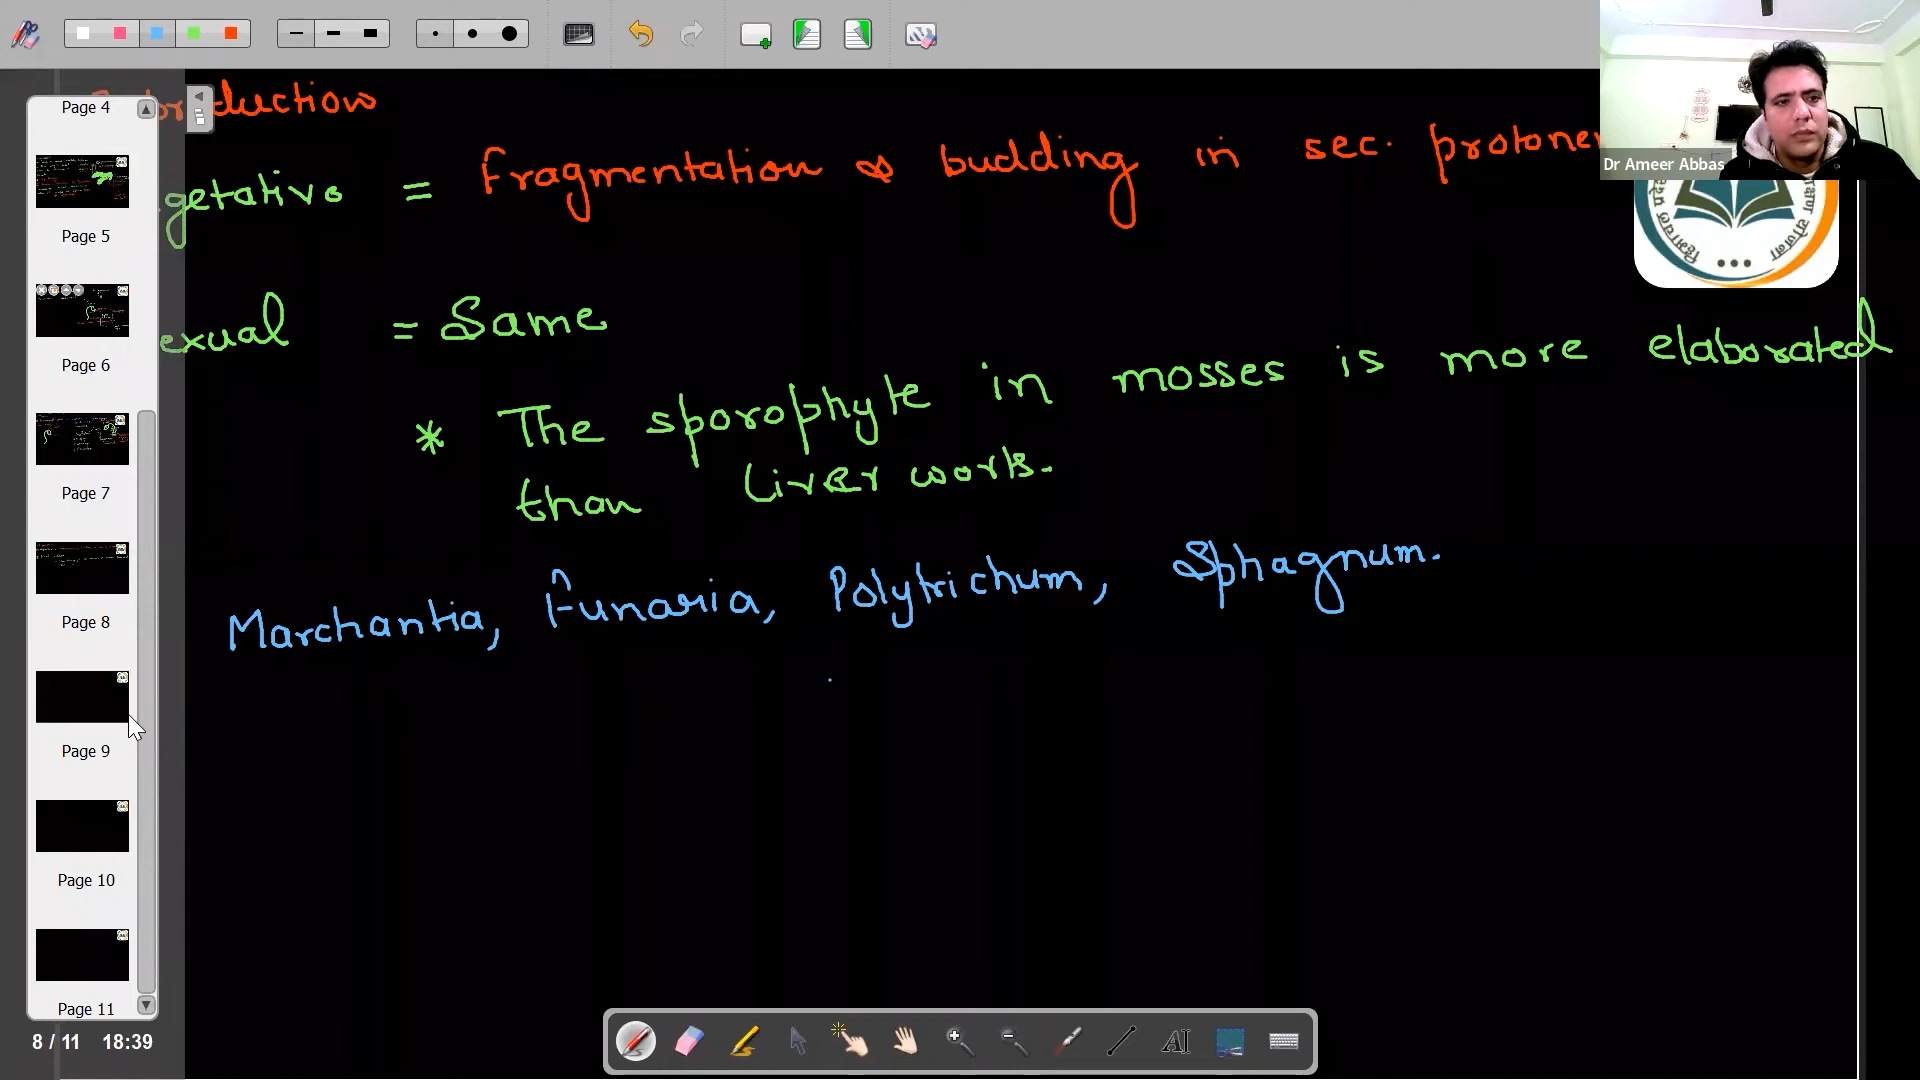 Page 4
Page 5
Page 6
Page 7
Page 8
Page 9
Page 10
Page 11
8 / 11 18:39
duction
getative = Fragmentation & budding in sec. protone
exual = Same
* The sporophyte in mosses is more elaborated
than Liver worts.
Marchantia, Funaria, Polytrichum, Sphagnum.
Dr Ameer Abbas
AI